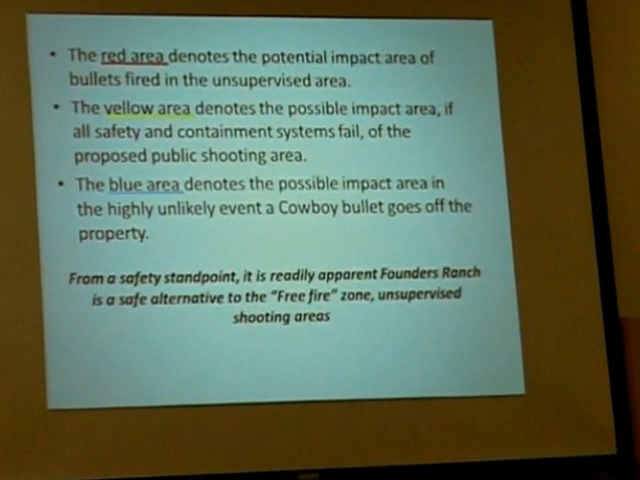 • The red area denotes the potential impact area of
bullets fired in the unsupervised area.
• The yellow area denotes the possible impact area, if
all safety and containment systems fail, of the
proposed public shooting area.
• The blue area denotes the possible impact area in
the highly unlikely event a Cowboy bullet goes off the
property.
From a safety standpoint, it is readily apparent Founders Ranch
is a safe alternative to the "Free fire" zone, unsupervised
shooting areas